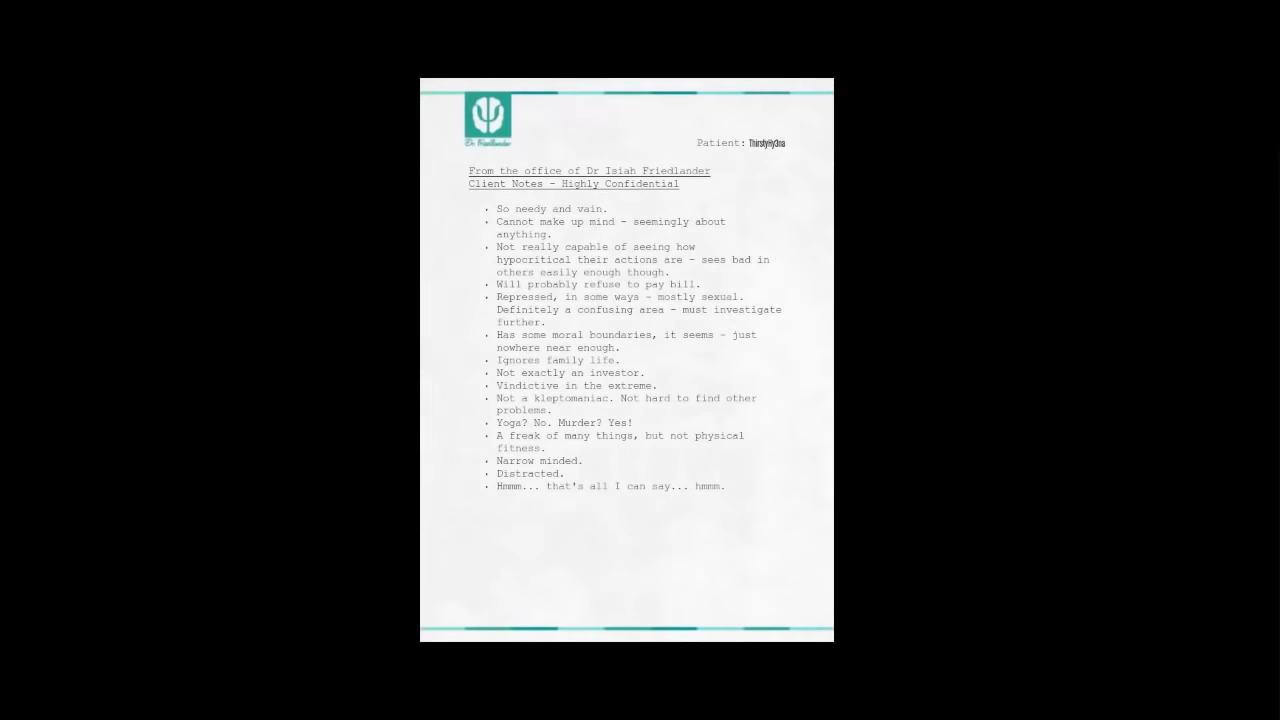 Dr Friedlander
Patient: ThirstyHy3na
From the office of Dr Isiah Friedlander
Client Notes - Highly Confidential
• So needy and vain.
• Cannot make up mind - seemingly about
anything.
• Not really capable of seeing how
hypocritical their actions are - sees bad in
others easily enough though.
• Will probably refuse to pay bill.
• Repressed, in some ways - mostly sexual.
Definitely a confusing area - must investigate
further.
• Has some moral boundaries, it seems - just
nowhere near enough.
• Ignores family life.
• Not exactly an investor.
• Vindictive in the extreme.
• Not a kleptomaniac. Not hard to find other
problems.
• Yoga? No. Murder? Yes!
• A freak of many things, but not physical
fitness.
• Narrow minded.
• Distracted.
• Hmmm... that's all I can say... hmmm.